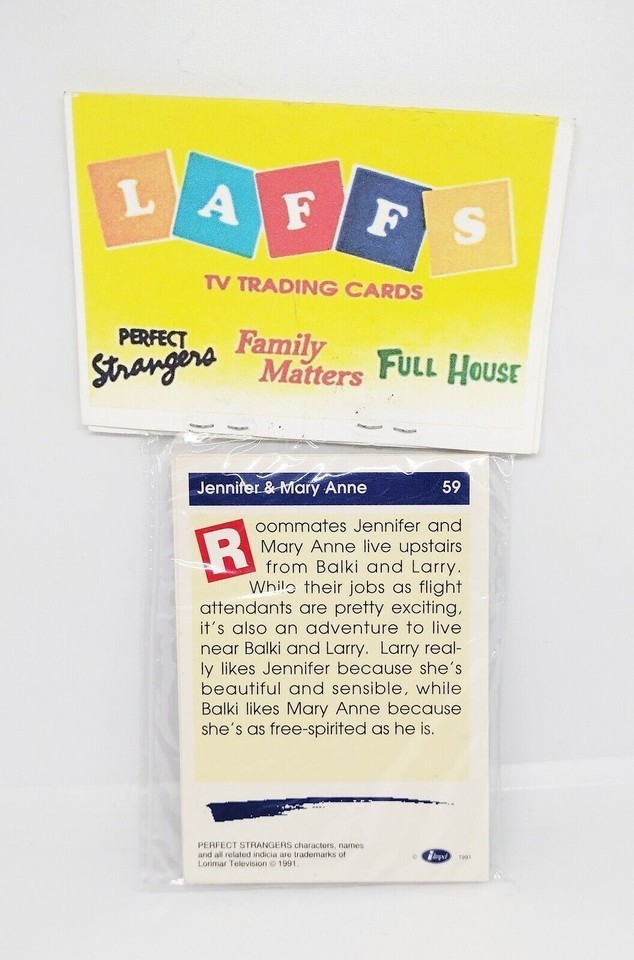 LAFFS
TV TRADING CARDS
PERFECT
Strangers
Family
Matters
FULL HOUSE
Jennifer & Mary Anne 59
Roommates Jennifer and
Mary Anne live upstairs
from Balki and Larry.
While their jobs as flight
attendants are pretty exciting,
it's also an adventure to live
near Balki and Larry. Larry real-
ly likes Jennifer because she's
beautiful and sensible, while
Balki likes Mary Anne because
she's as free-spirited as he is.
PERFECT STRANGERS characters, names
and all related indicia are trademarks of
Lorimar Television © 1991.
© impel 1991